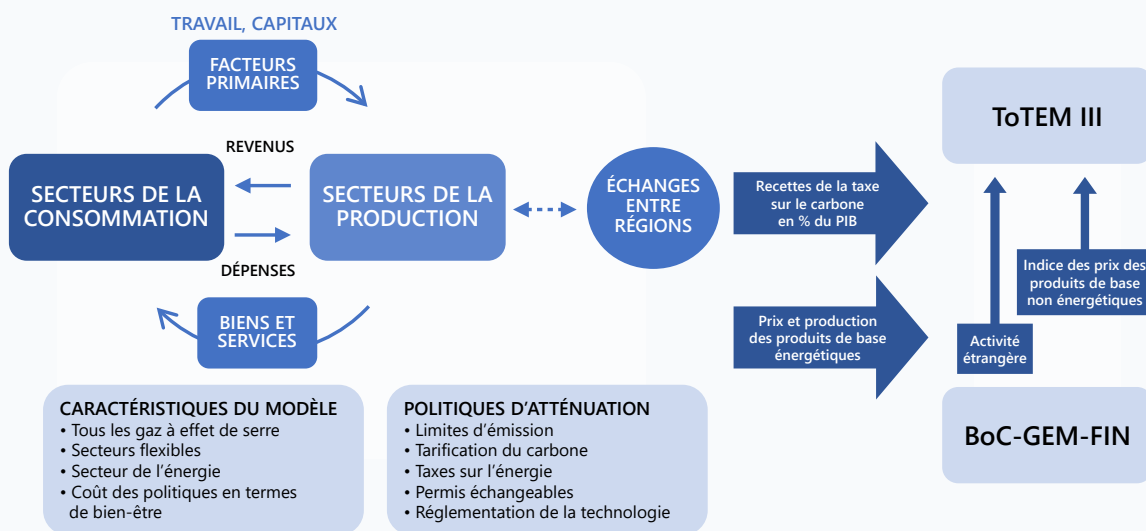 TRAVAIL, CAPITAUX
FACTEURS
PRIMAIRES
REVENUS
SECTEURS DE LA
CONSOMMATION
SECTEURS DE LA
PRODUCTION
DÉPENSES
BIENS ET
SERVICES
ÉCHANGES
ENTRE
RÉGIONS
Recettes de la taxe
sur le carbone
en % du PIB
Prix et production
des produits de base
énergétiques
ToTEM III
Indice des prix des
produits de base
non énergétiques
Activité
étrangère
BoC-GEM-FIN
CARACTÉRISTIQUES DU MODÈLE
• Tous les gaz à effet de serre
• Secteurs flexibles
• Secteur de l’énergie
• Coût des politiques en termes
de bien-être
POLITIQUES D’ATTÉNUATION
• Limites d’émission
• Tarification du carbone
• Taxes sur l’énergie
• Permis échangeables
• Réglementation de la technologie